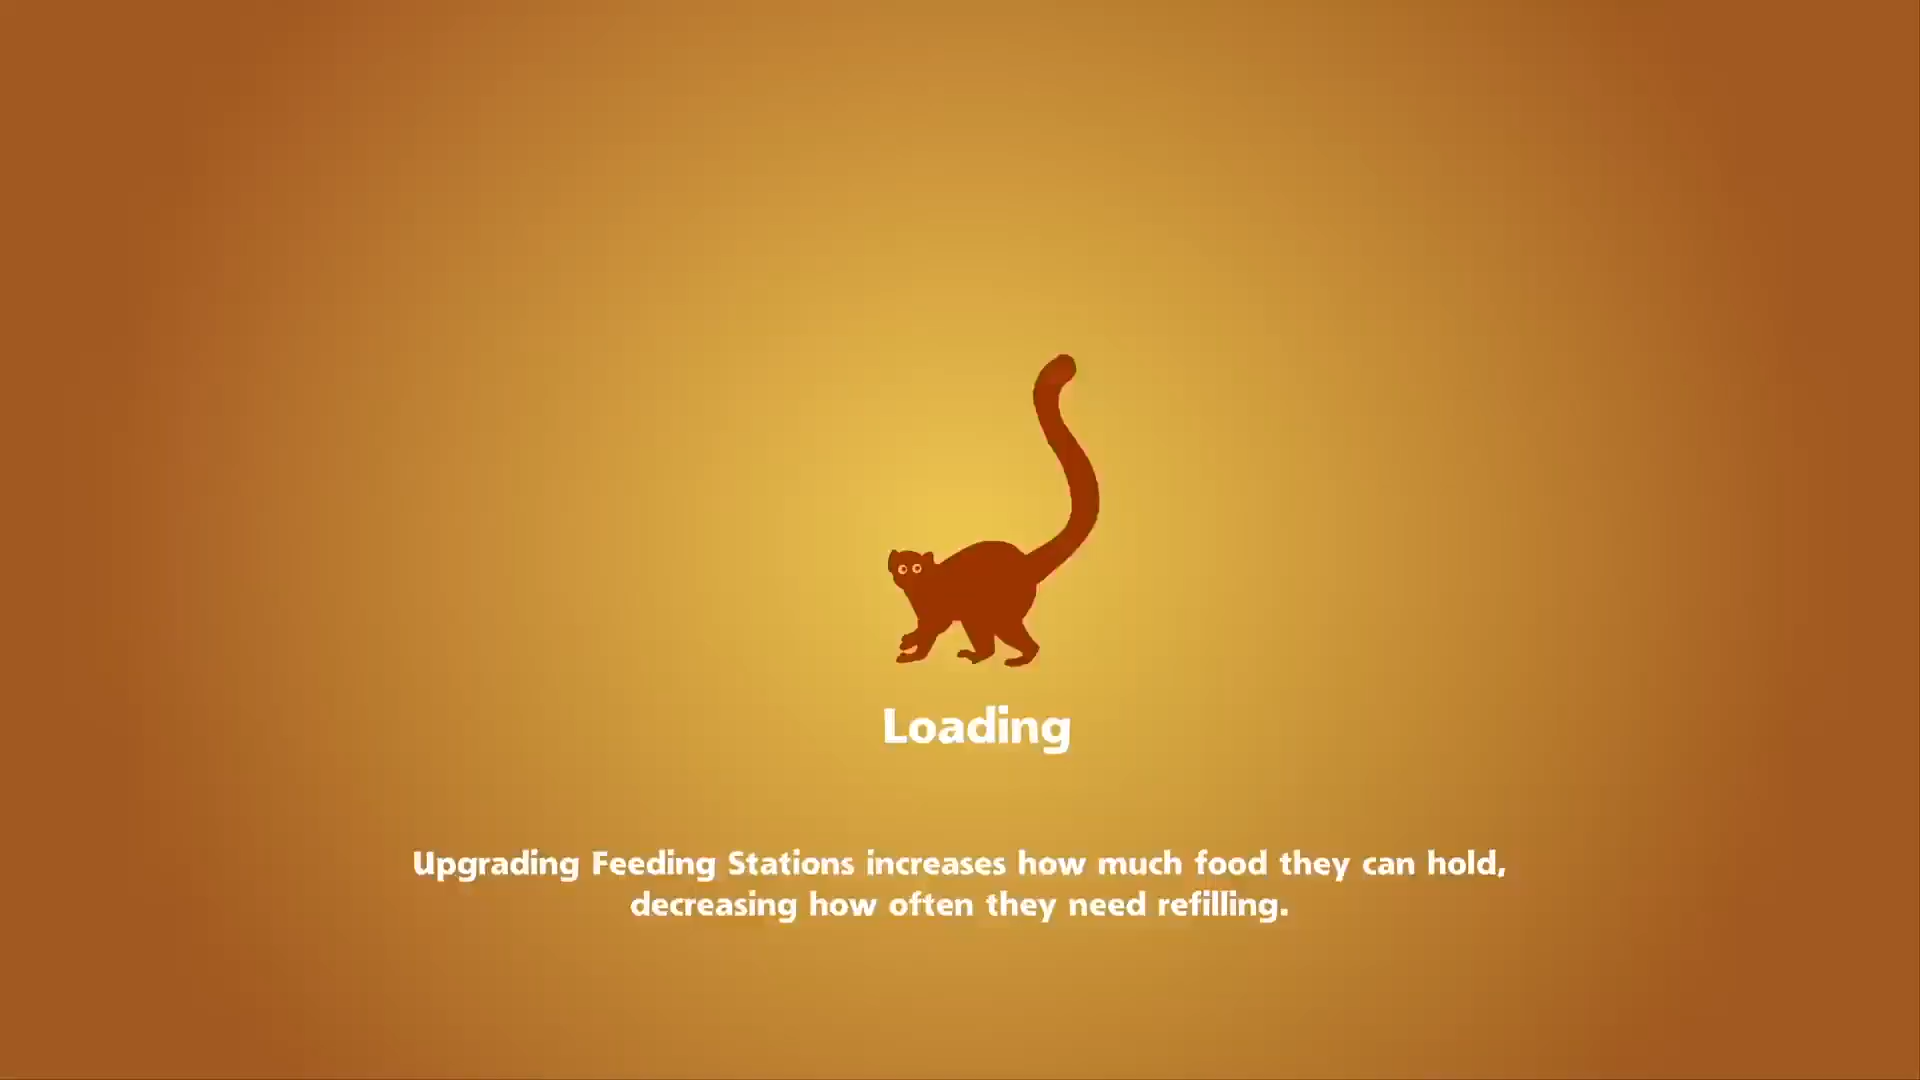 Loading
Upgrading Feeding Stations increases how much food they can hold,
decreasing how often they need refilling.